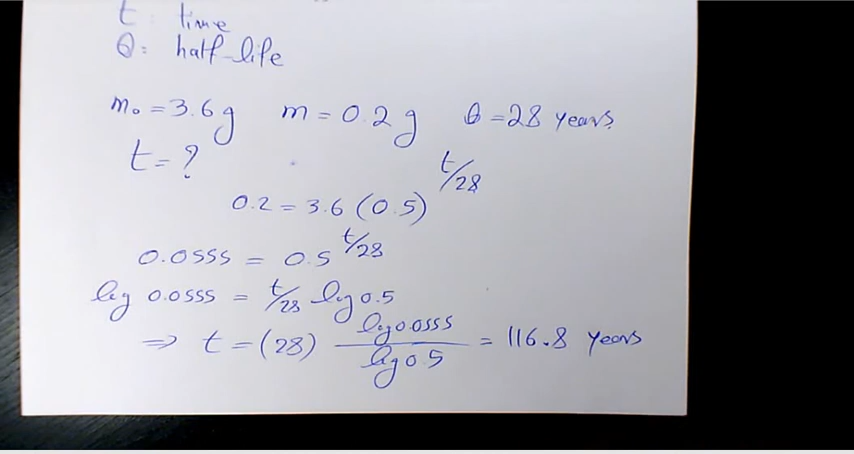 t: time
θ: half-life
m₀ = 3.6 g m = 0.2 g θ = 28 years
t = ?
0.2 = 3.6 (0.5)^(t/28)
0.0555 = 0.5^(t/28)
log 0.0555 = t/28 log 0.5
⇒ t = (28) log 0.0555 / log 0.5 = 116.8 years